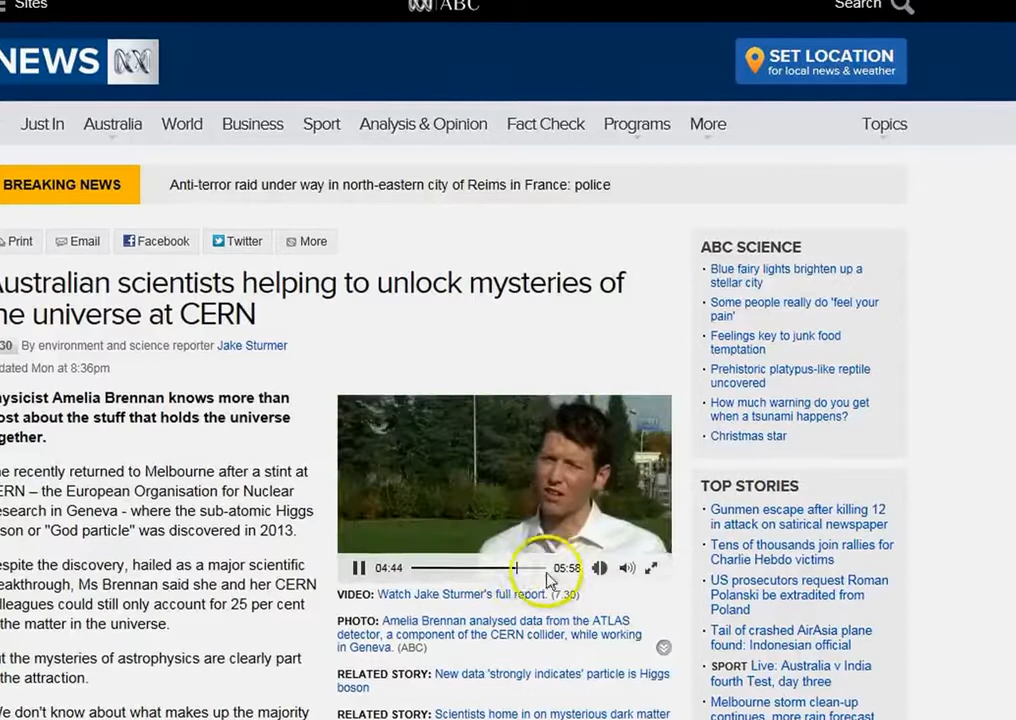 Sites
ABC
Search
NEWS
SET LOCATION
for local news & weather
Just In Australia World Business Sport Analysis & Opinion Fact Check Programs More Topics
BREAKING NEWS Anti-terror raid under way in north-eastern city of Reims in France: police
Print Email Facebook Twitter More
Australian scientists helping to unlock mysteries of
he universe at CERN
30 By environment and science reporter Jake Sturmer
dated Mon at 8:36pm
ysicist Amelia Brennan knows more than
ost about the stuff that holds the universe
gether.
e recently returned to Melbourne after a stint at
ERN – the European Organisation for Nuclear
esearch in Geneva - where the sub-atomic Higgs
son or "God particle" was discovered in 2013.
espite the discovery, hailed as a major scientific
eakthrough, Ms Brennan said she and her CERN
lleagues could still only account for 25 per cent
the matter in the universe.
t the mysteries of astrophysics are clearly part
the attraction.
e don't know about what makes up the majority
04:44 05:58
VIDEO: Watch Jake Sturmer's full report. (7.30)
PHOTO: Amelia Brennan analysed data from the ATLAS
detector, a component of the CERN collider, while working
in Geneva. (ABC)
RELATED STORY: New data 'strongly indicates' particle is Higgs
boson
RELATED STORY: Scientists home in on mysterious dark matter
ABC SCIENCE
Blue fairy lights brighten up a
stellar city
Some people really do 'feel your
pain'
Feelings key to junk food
temptation
Prehistoric platypus-like reptile
uncovered
How much warning do you get
when a tsunami happens?
Christmas star
TOP STORIES
Gunmen escape after killing 12
in attack on satirical newspaper
Tens of thousands join rallies for
Charlie Hebdo victims
US prosecutors request Roman
Polanski be extradited from
Poland
Tail of crashed AirAsia plane
found: Indonesian official
SPORT Live: Australia v India
fourth Test, day three
Melbourne storm clean-up
continues, more rain forecast